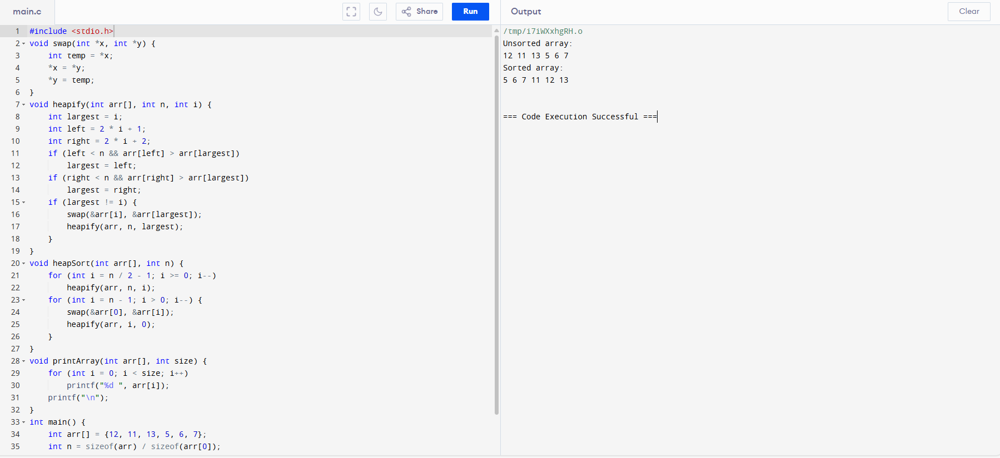 main.c
Share
Run
Output
Clear
1 #include <stdio.h>
2 void swap(int *x, int *y) {
3     int temp = *x;
4     *x = *y;
5     *y = temp;
6 }
7 void heapify(int arr[], int n, int i) {
8     int largest = i;
9     int left = 2 * i + 1;
10     int right = 2 * i + 2;
11     if (left < n && arr[left] > arr[largest])
12         largest = left;
13     if (right < n && arr[right] > arr[largest])
14         largest = right;
15     if (largest != i) {
16         swap(&arr[i], &arr[largest]);
17         heapify(arr, n, largest);
18     }
19 }
20 void heapSort(int arr[], int n) {
21     for (int i = n / 2 - 1; i >= 0; i--)
22         heapify(arr, n, i);
23     for (int i = n - 1; i > 0; i--) {
24         swap(&arr[0], &arr[i]);
25         heapify(arr, i, 0);
26     }
27 }
28 void printArray(int arr[], int size) {
29     for (int i = 0; i < size; i++)
30         printf("%d ", arr[i]);
31     printf("\n");
32 }
33 int main() {
34     int arr[] = {12, 11, 13, 5, 6, 7};
35     int n = sizeof(arr) / sizeof(arr[0]);
/tmp/i7iWXxhgRH.o
Unsorted array:
12 11 13 5 6 7
Sorted array:
5 6 7 11 12 13
=== Code Execution Successful ===